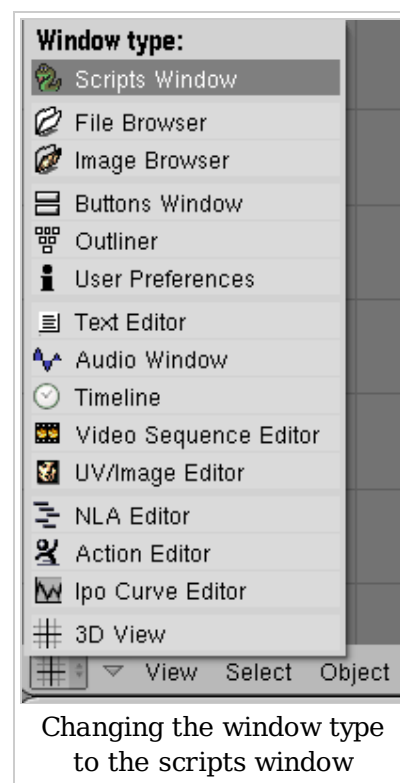 Window type:
Scripts Window
File Browser
Image Browser
Buttons Window
Outliner
User Preferences
Text Editor
Audio Window
Timeline
Video Sequence Editor
UV/Image Editor
NLA Editor
Action Editor
Ipo Curve Editor
3D View
View Select Object
Changing the window type
to the scripts window